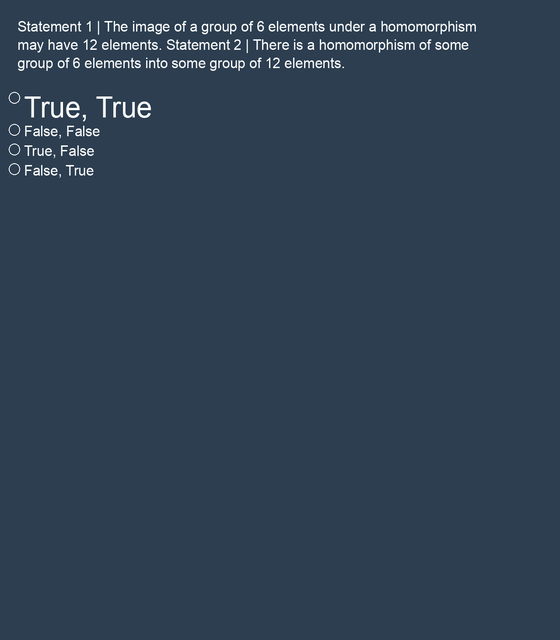 Statement 1 | The image of a group of 6 elements under a homomorphism
may have 12 elements. Statement 2 | There is a homomorphism of some
group of 6 elements into some group of 12 elements.
True, True
False, False
True, False
False, True